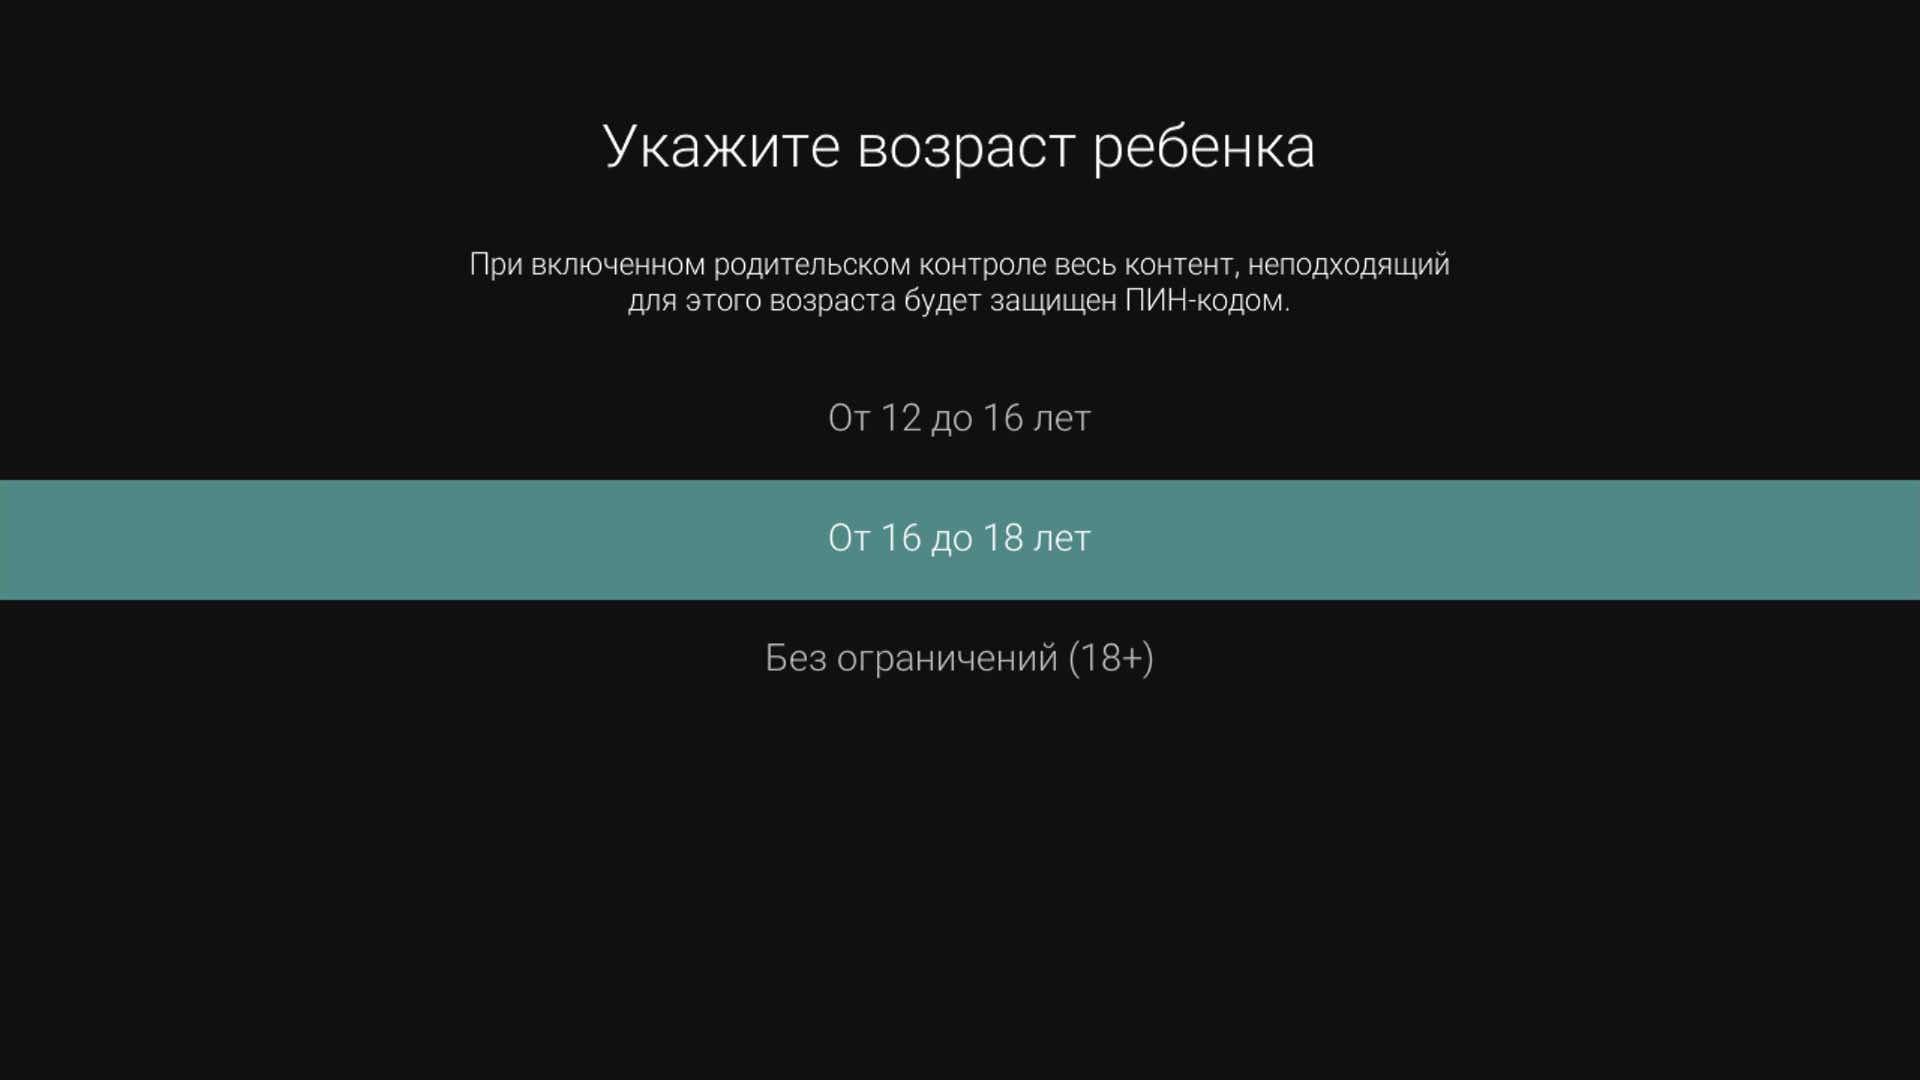 Укажите возраст ребенка
При включенном родительском контроле весь контент, неподходящий
для этого возраста будет защищен ПИН-кодом.
От 12 до 16 лет
От 16 до 18 лет
Без ограничений (18+)